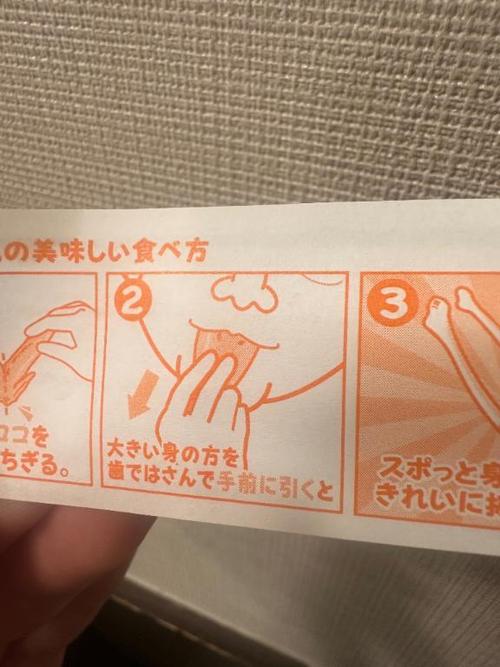 の美味しい食べ方
ココを
ちぎる。
2
大きい身の方を
歯ではさんで手前に引くと
3
スポっと身
きれいに